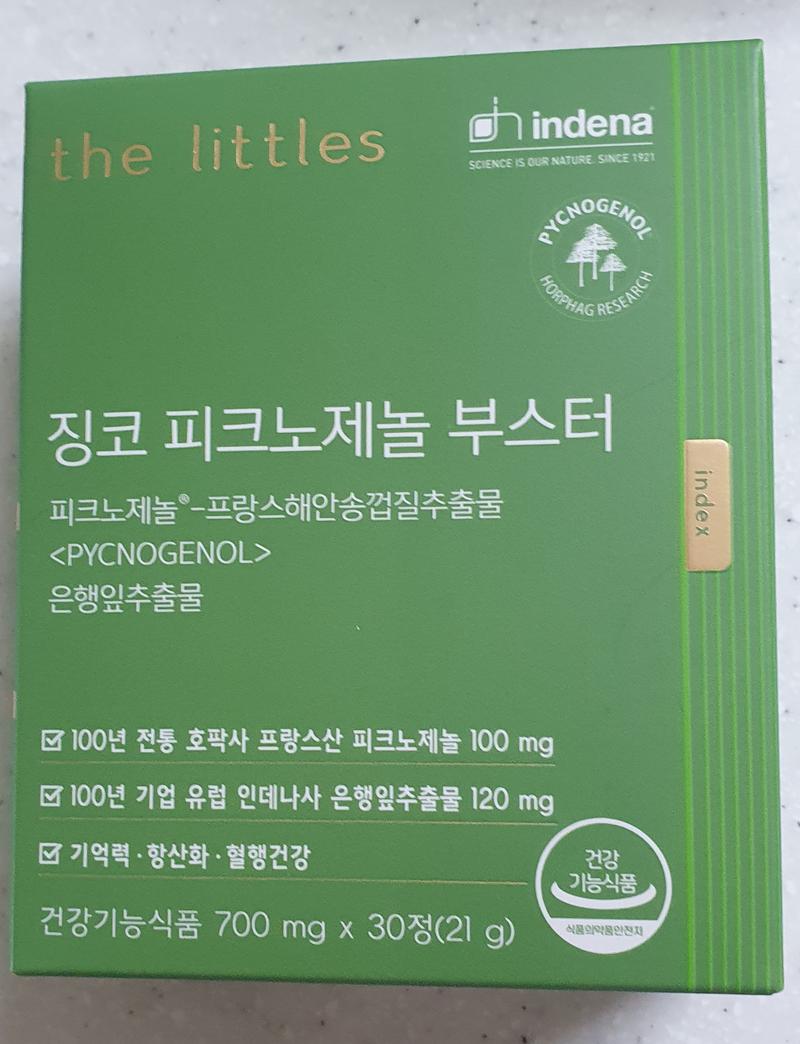 the littles
indena
SCIENCE IS OUR NATURE. SINCE 1921
PYCNOGENOL
HORPHAG RESEARCH
징코 피크노제놀 부스터
피크노제놀®-프랑스해안송껍질추출물
<PYCNOGENOL>
은행잎추출물
index
☑ 100년 전통 호팍사 프랑스산 피크노제놀 100 mg
☑ 100년 기업 유럽 인데나사 은행잎추출물 120 mg
☑ 기억력·항산화·혈행건강
건강기능식품 700 mg x 30정(21 g)
건강
기능식품
식품의약품안전처